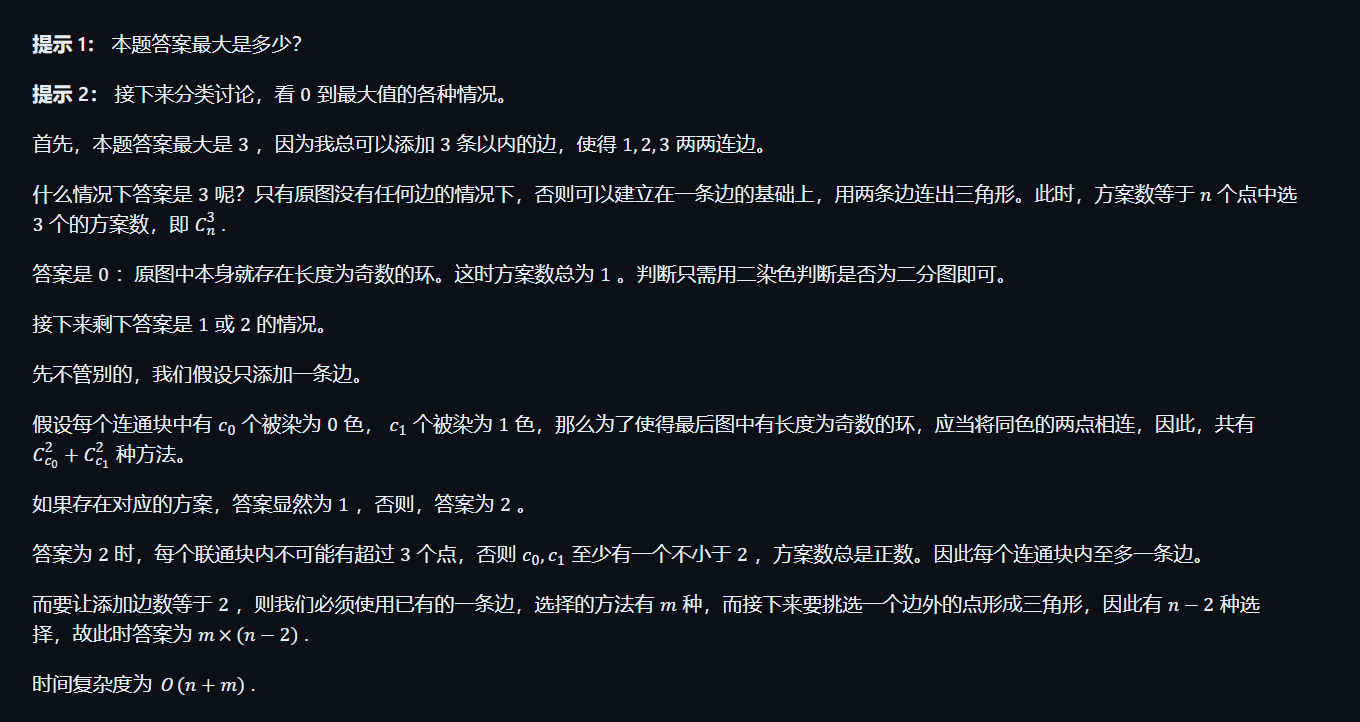 提示 1： 本题答案最大是多少？
提示 2： 接下来分类讨论，看 0 到最大值的各种情况。
首先，本题答案最大是 3 ，因为我总可以添加 3 条以内的边，使得 1, 2, 3 两两连边。
什么情况下答案是 3 呢？只有原图没有任何边的情况下，否则可以建立在一条边的基础上，用两条边连出三角形。此时，方案数等于 n 个点中选
3 个的方案数，即 $C_n^3$ .
答案是 0 ：原图中本身就存在长度为奇数的环。这时方案数总为 1 。判断只需用二染色判断是否为二分图即可。
接下来剩下答案是 1 或 2 的情况。
先不管别的，我们假设只添加一条边。
假设每个连通块中有 $c_0$ 个被染为 0 色， $c_1$ 个被染为 1 色，那么为了使得最后图中有长度为奇数的环，应当将同色的两点相连，因此，共有
$C_{c_0}^2 + C_{c_1}^2$ 种方法。
如果存在对应的方案，答案显然为 1 ，否则，答案为 2 。
答案为 2 时，每个联通块内不可能有超过 3 个点，否则 $c_0, c_1$ 至少有一个不小于 2 ，方案数总是正数。因此每个连通块内至多一条边。
而要让添加边数等于 2 ，则我们必须使用已有的一条边，选择的方法有 m 种，而接下来要挑选一个边外的点形成三角形，因此有 n − 2 种选
择，故此时答案为 m × (n − 2) .
时间复杂度为 O (n + m) .